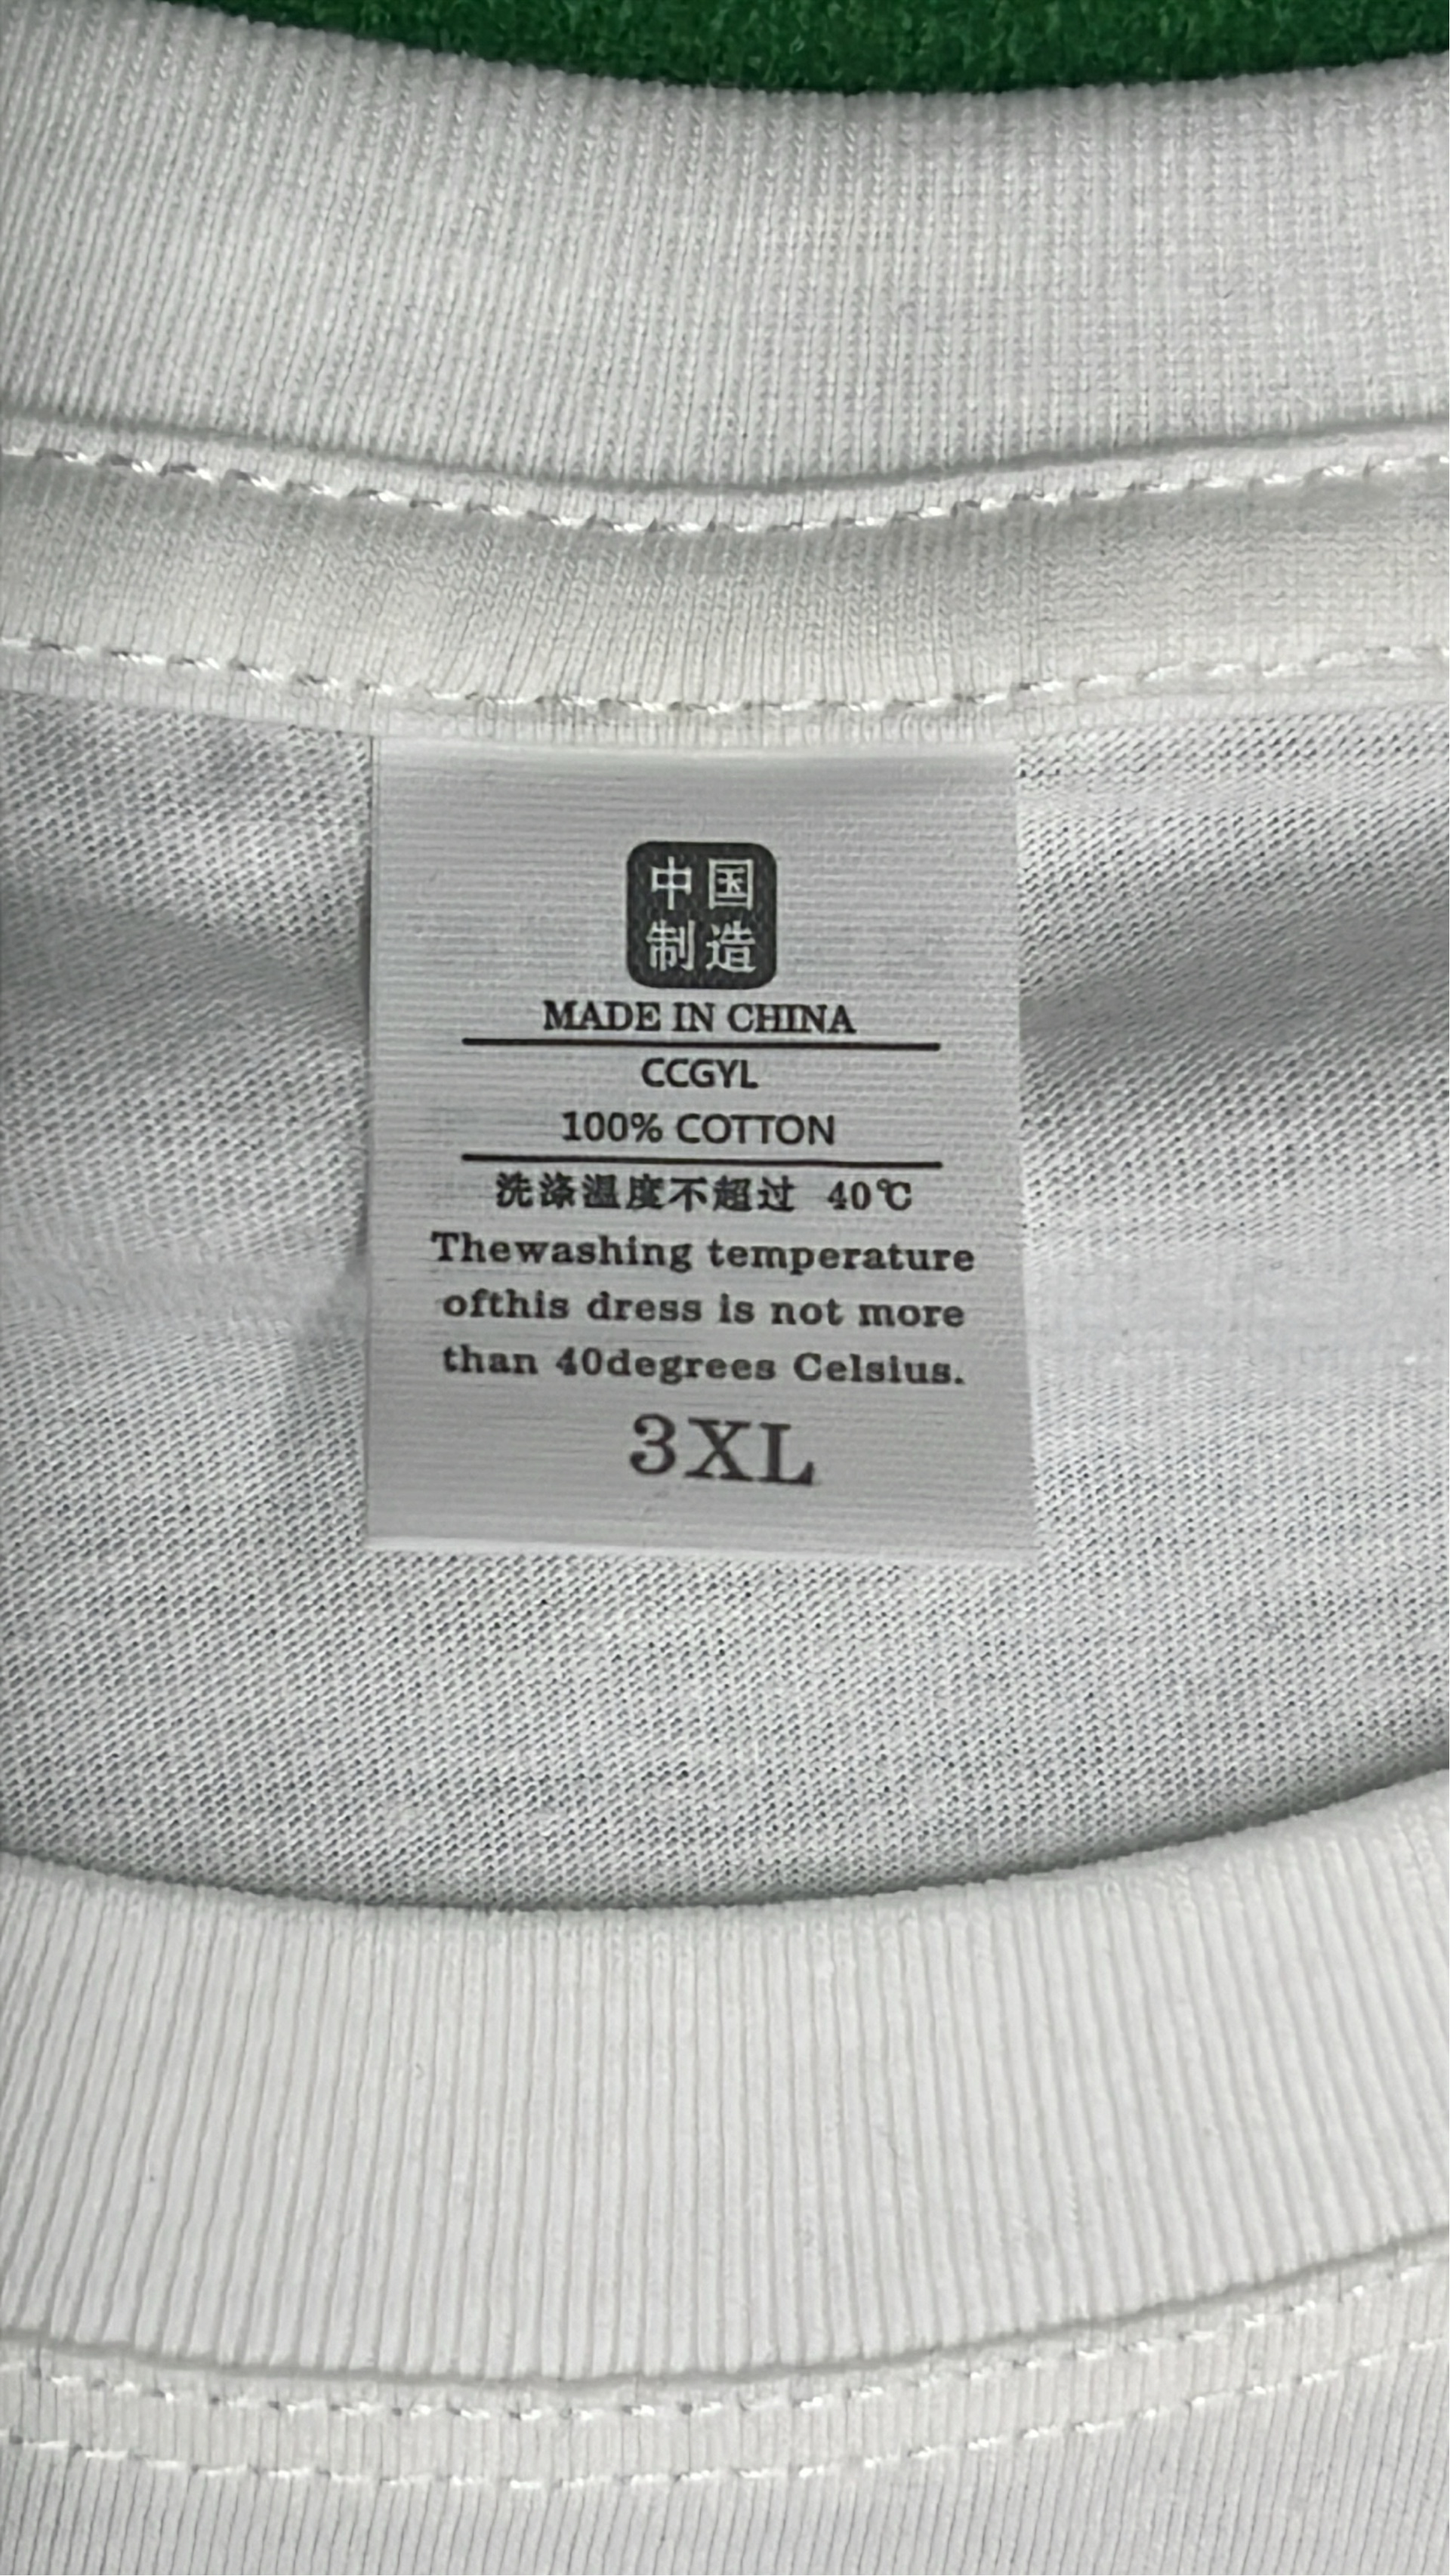 中国
制造
MADE IN CHINA
CCGYL
100% COTTON
洗涤温度不超过 40℃
Thewashing temperature
ofthis dress is not more
than 40degrees Celsius.
3XL